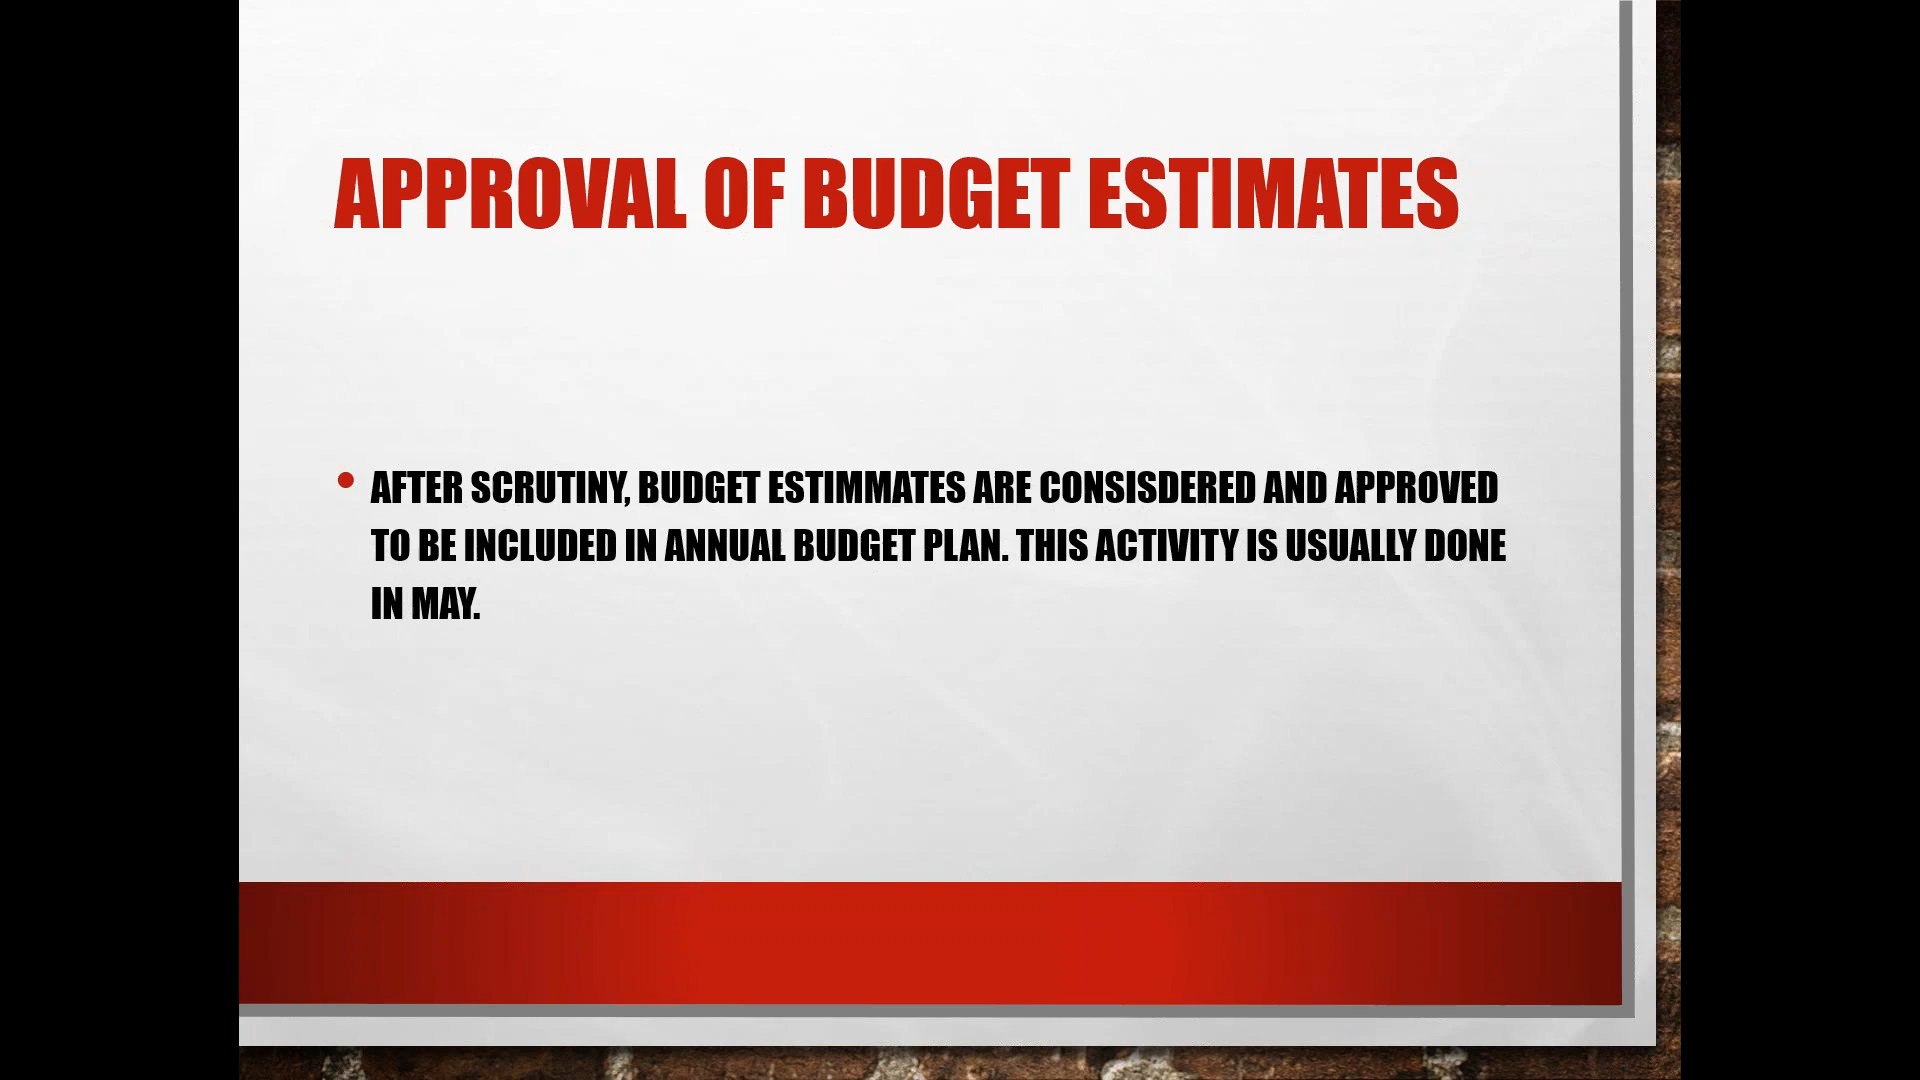 APPROVAL OF BUDGET ESTIMATES
• AFTER SCRUTINY, BUDGET ESTIMMATES ARE CONSISDERED AND APPROVED
TO BE INCLUDED IN ANNUAL BUDGET PLAN. THIS ACTIVITY IS USUALLY DONE
IN MAY.